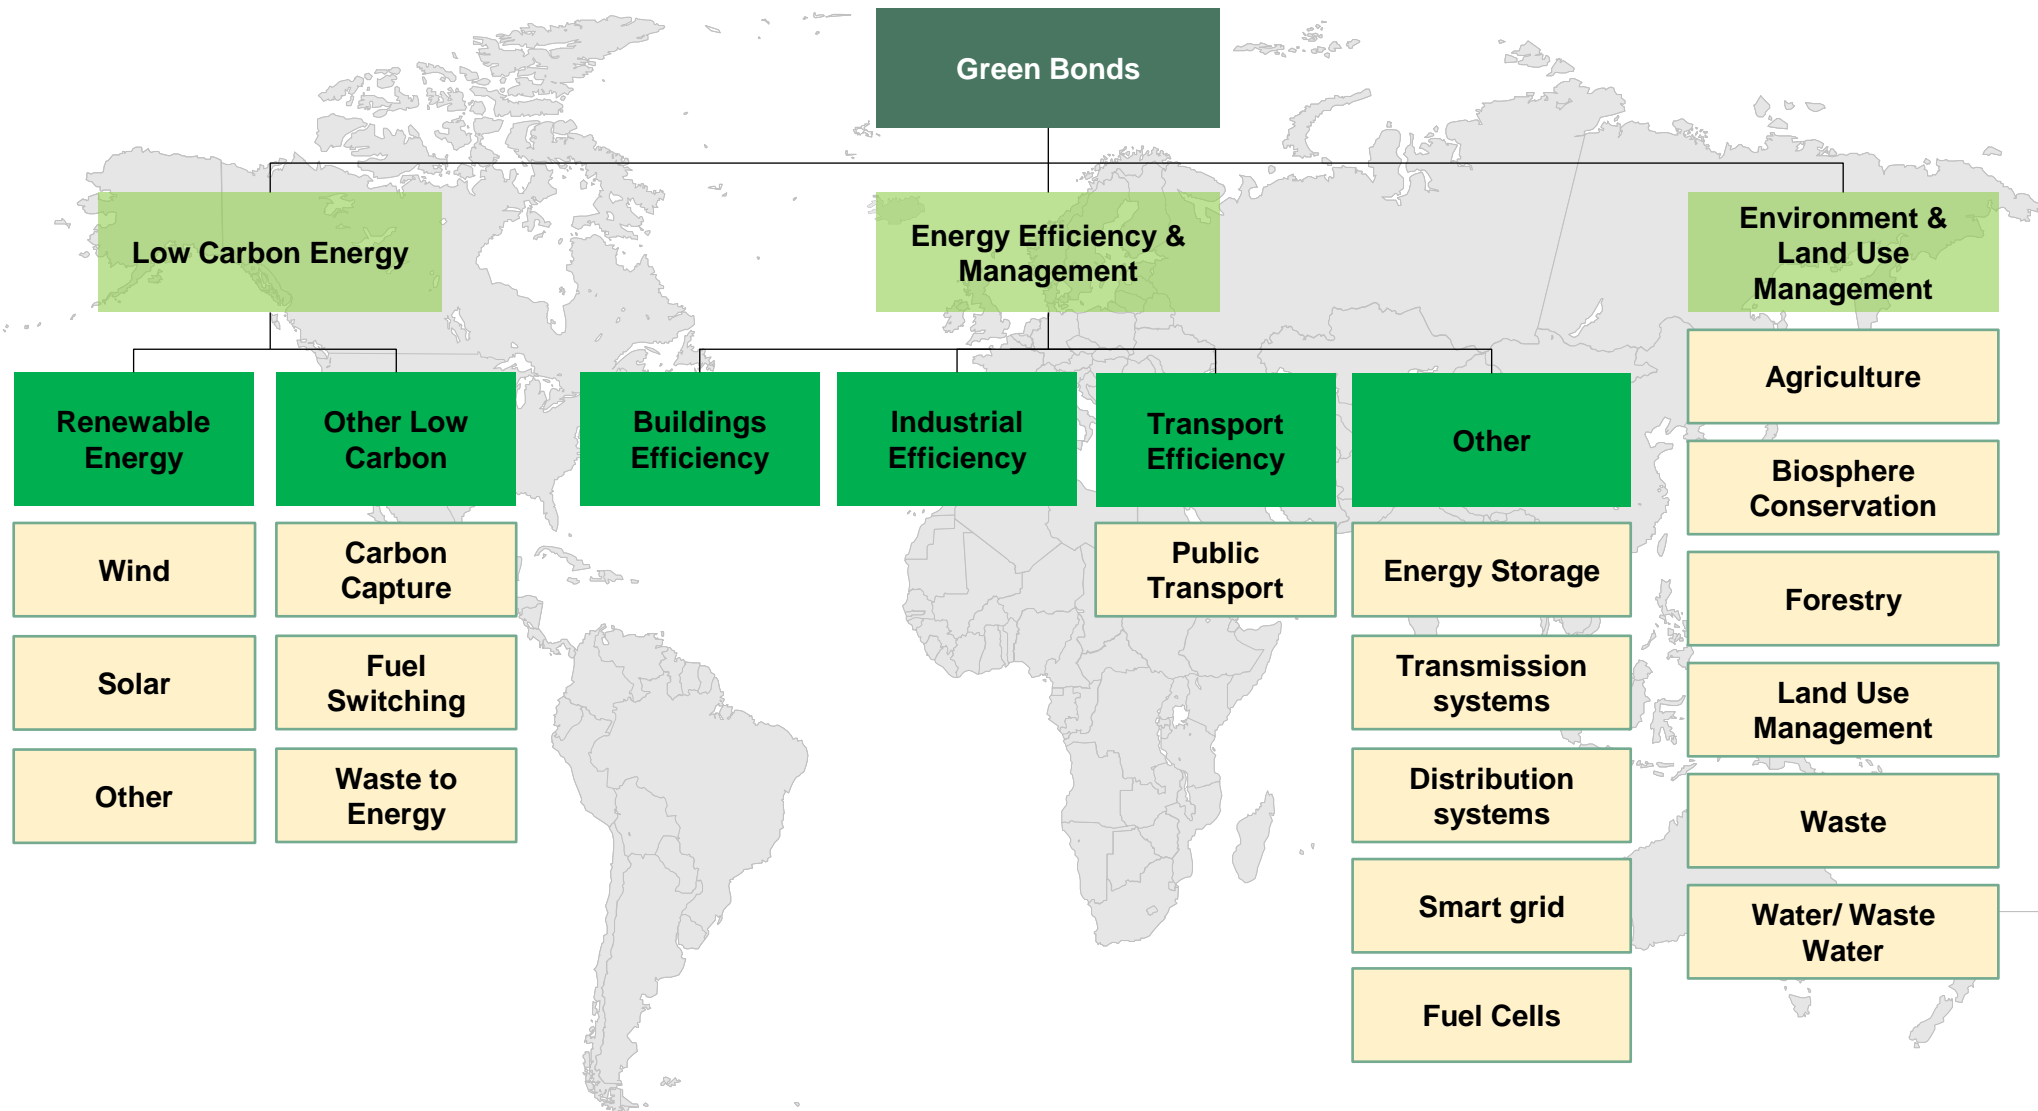 Green Bonds
Low Carbon Energy
Energy Efficiency &
Management
Environment &
Land Use
Management
Renewable
Energy
Other Low
Carbon
Buildings
Efficiency
Industrial
Efficiency
Transport
Efficiency
Other
Wind
Solar
Other
Carbon
Capture
Fuel
Switching
Waste to
Energy
Public
Transport
Energy Storage
Transmission
systems
Distribution
systems
Smart grid
Fuel Cells
Agriculture
Biosphere
Conservation
Forestry
Land Use
Management
Waste
Water/ Waste
Water